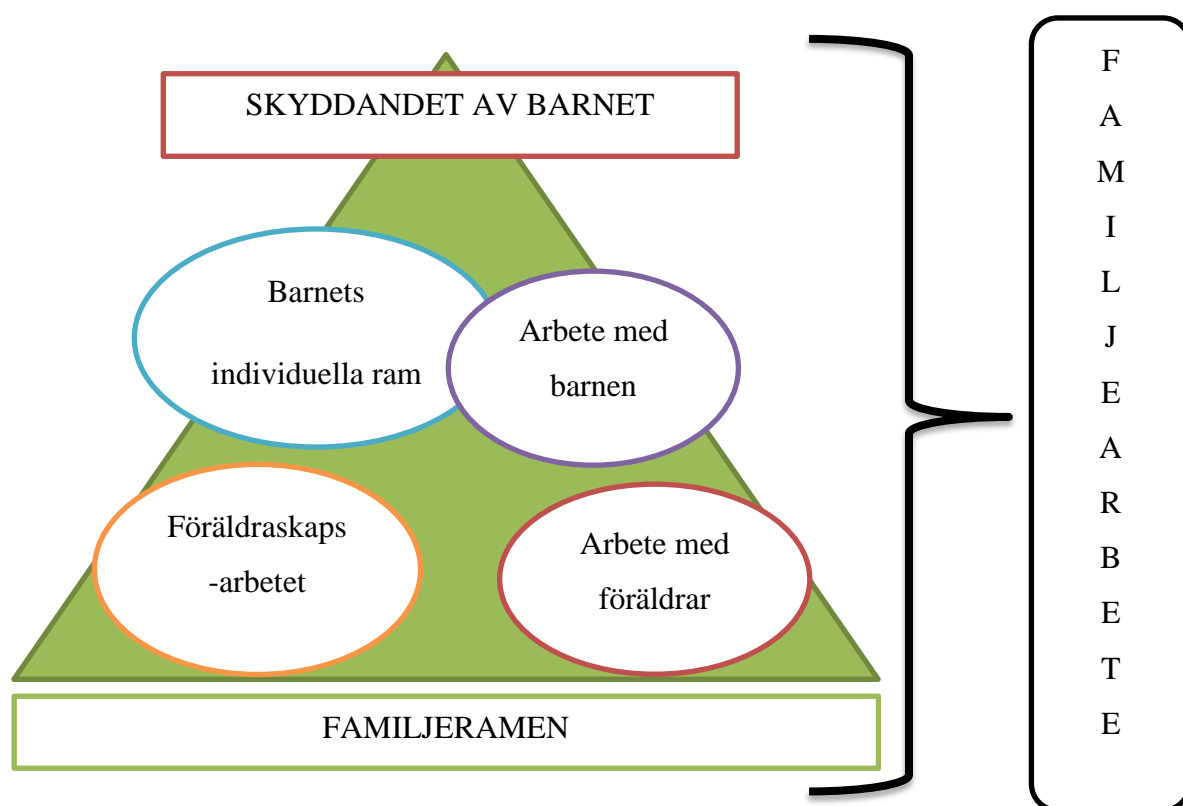 SKYDDANDET AV BARNET
Barnets
individuella ram
Arbete med
barnen
Föräldraskaps
-arbetet
Arbete med
föräldrar
FAMILJERAMEN
F
A
M
I
L
J
E
A
R
B
E
T
E